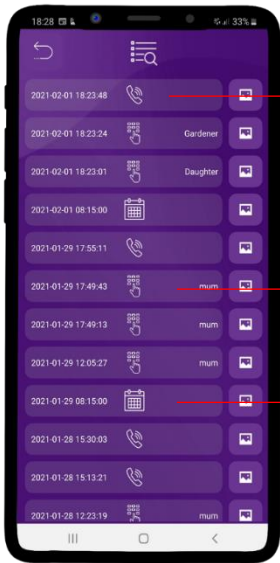 18:28 33%
2021-02-01 18:23:48
2021-02-01 18:23:24 Gardener
2021-02-01 18:23:01 Daughter
2021-02-01 08:15:00
2021-01-29 17:55:11
2021-01-29 17:49:43 mum
2021-01-29 17:49:13 mum
2021-01-29 12:05:27 mum
2021-01-29 08:15:00
2021-01-28 15:30:03
2021-01-28 15:13:21
2021-01-28 12:23:19 mum